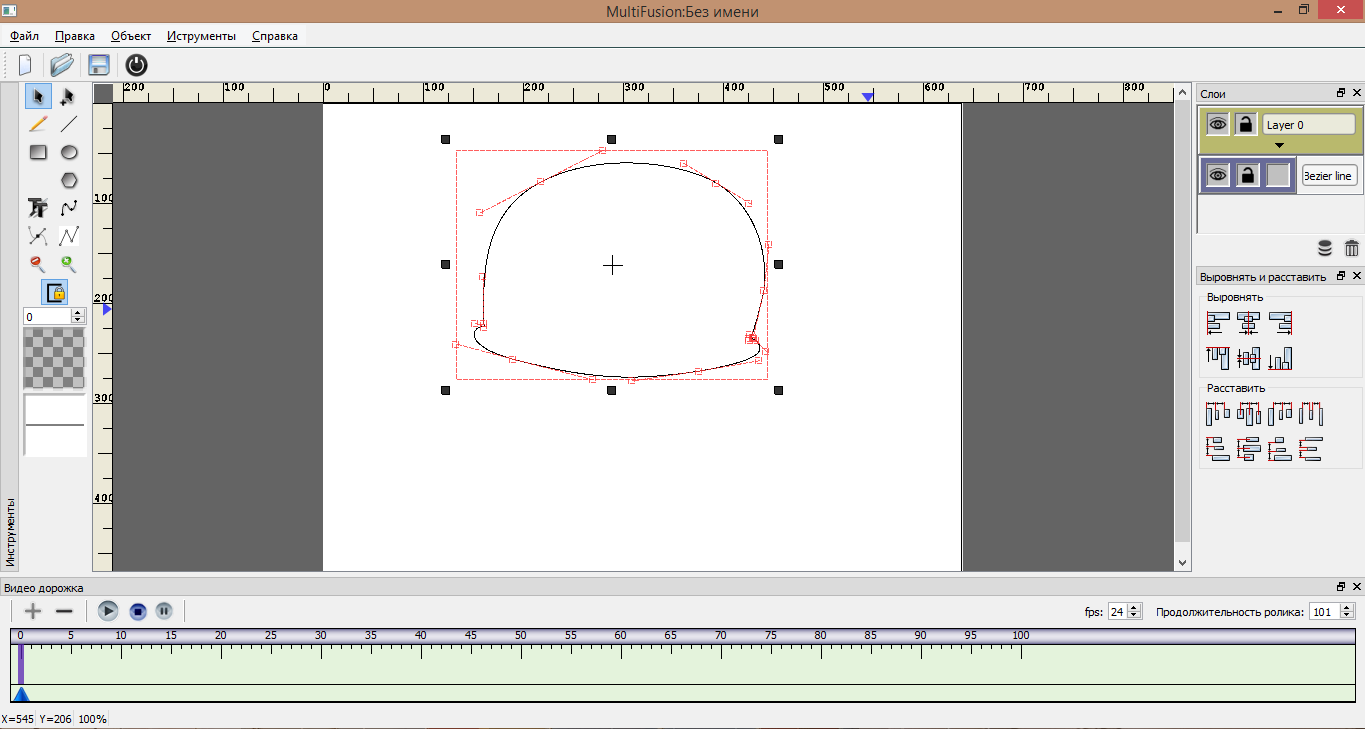 MultiFusion:Без имени
Файл Правка Объект Инструменты Справка
200 100 0 100 200 300 400 500 600 700 800
100
200
300
400
Инструменты
0
Слои
Layer 0
Bezier line
Выровнять и расставить
Выровнять
Расставить
Видео дорожка
fps: 24 Продолжительность ролика: 101
0 5 10 15 20 25 30 35 40 45 50 55 60 65 70 75 80 85 90 95 100
X=545 Y=206 100%